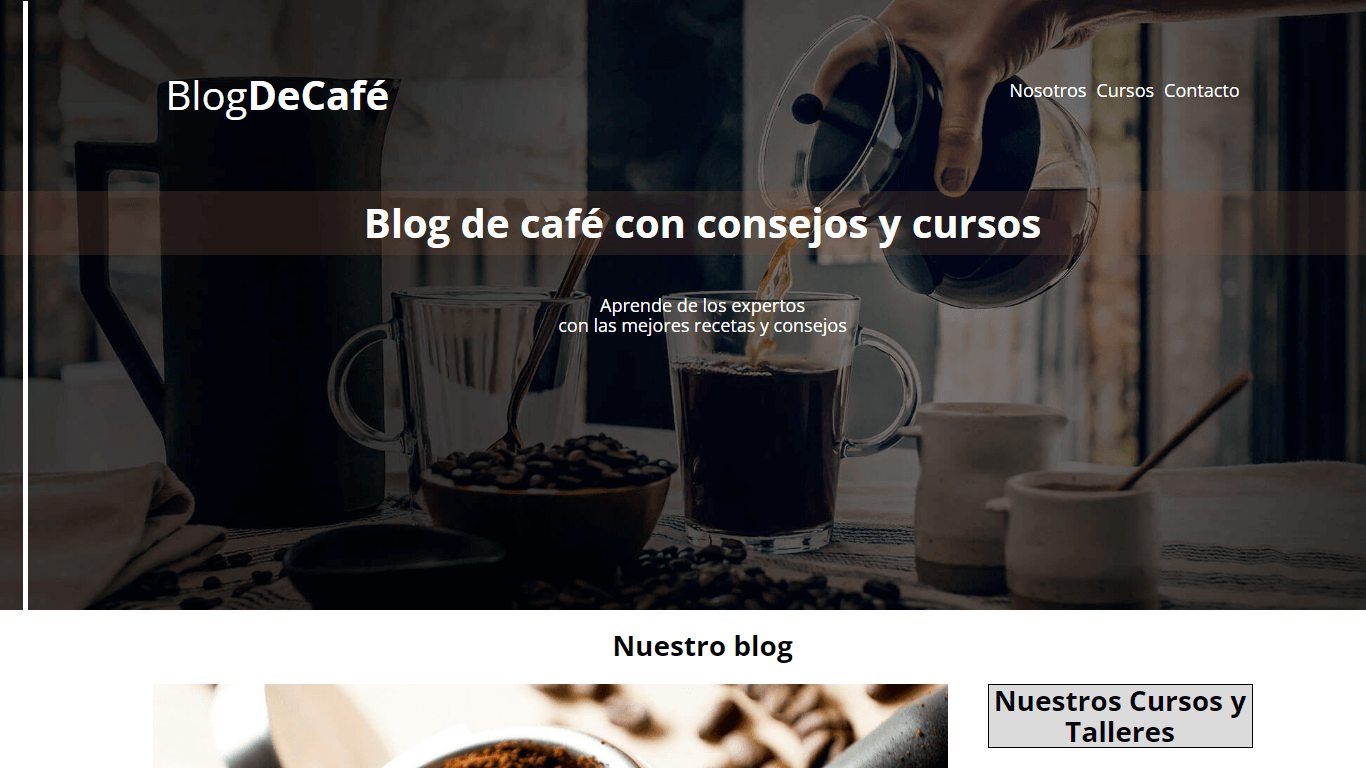 BlogDeCafé
Nosotros Cursos Contacto
Blog de café con consejos y cursos
Aprende de los expertos
con las mejores recetas y consejos
Nuestro blog
Nuestros Cursos y
Talleres